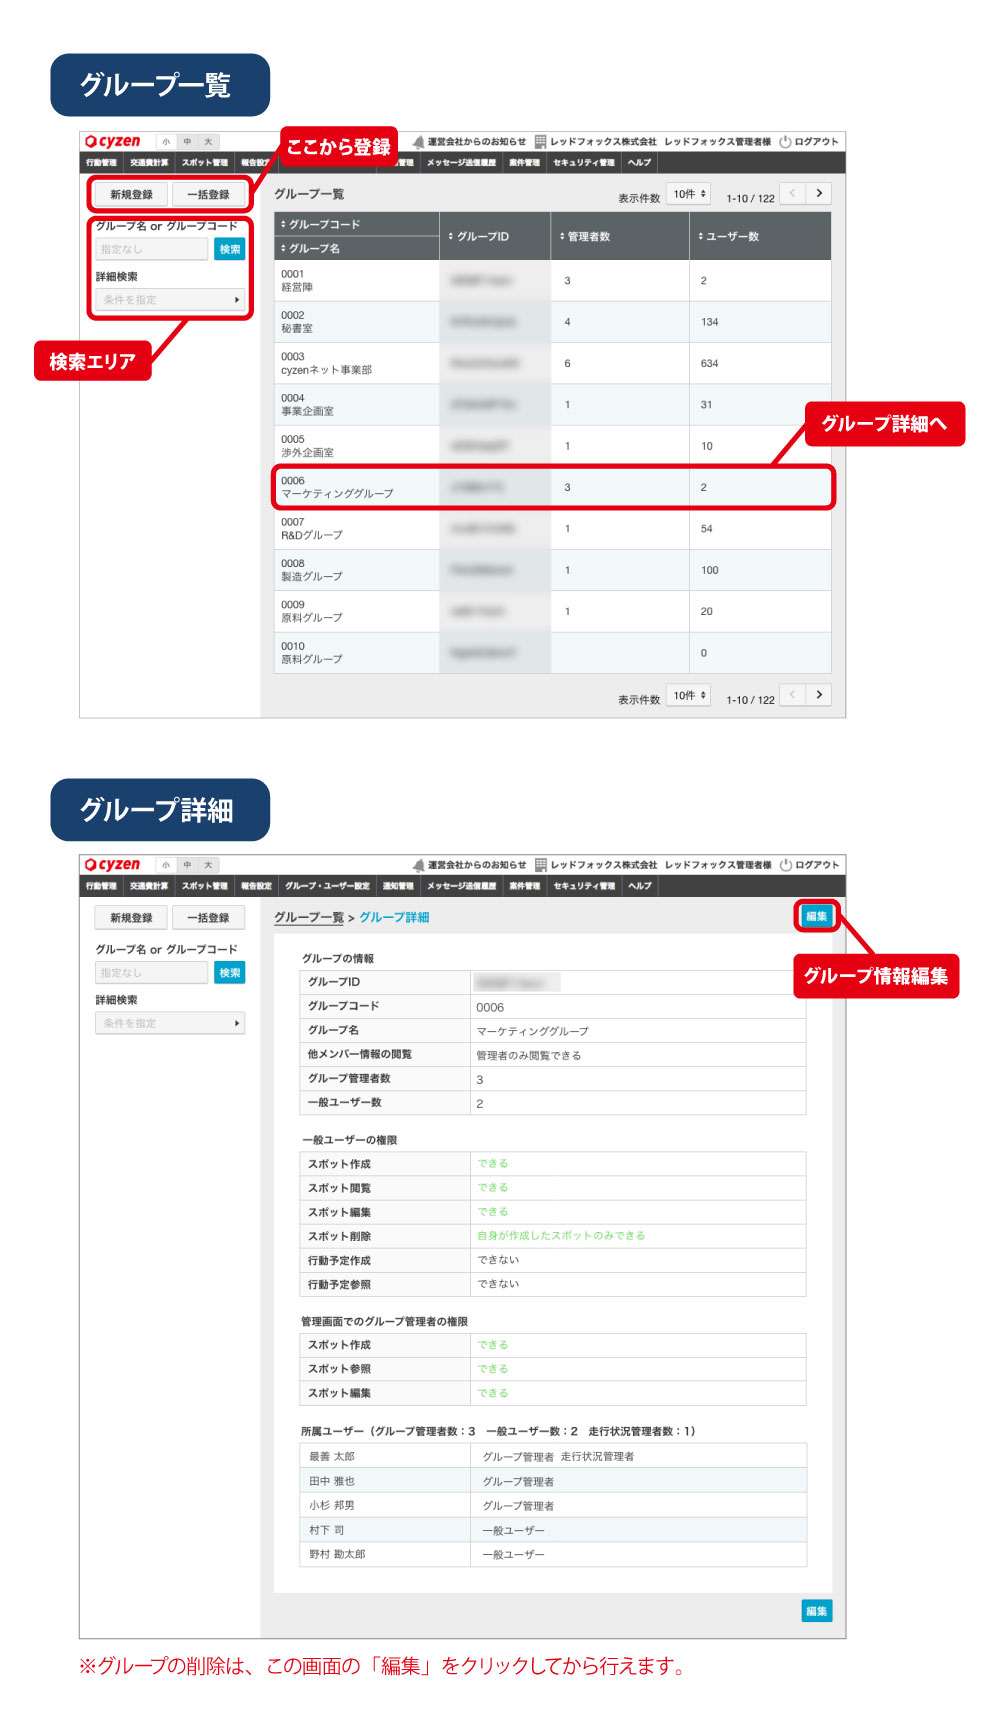 グループ一覧
cyzen 小 中 大 運営会社からのお知らせ レッドフォックス株式会社 レッドフォックス管理者様 ログアウト
ここから登録
行動管理 交通費計算 スポット管理 報告設定 管理 メッセージ送信履歴 案件管理 セキュリティ管理 ヘルプ
新規登録 一括登録
グループ一覧
表示件数 10件 1-10 / 122 < >
グループ名 or グループコード
指定なし 検索
詳細検索
条件を指定
検索エリア
グループコード
グループ名
グループID 管理者数 ユーザー数
0001
経営陣
3 2
0002
秘書室
4 134
0003
cyzenネット事業部
6 634
0004
事業企画室
1 31
グループ詳細へ
0005
渉外企画室
1 10
0006
マーケティンググループ
3 2
0007
R&Dグループ
1 54
0008
製造グループ
1 100
0009
原料グループ
1 20
0010
原料グループ
0
表示件数 10件 1-10 / 122 < >
グループ詳細
cyzen 小 中 大 運営会社からのお知らせ レッドフォックス株式会社 レッドフォックス管理者様 ログアウト
行動管理 交通費計算 スポット管理 報告設定 グループ・ユーザー設定 通知管理 メッセージ送信履歴 案件管理 セキュリティ管理 ヘルプ
新規登録 一括登録
グループ一覧 > グループ詳細
編集
グループ情報編集
グループ名 or グループコード
指定なし 検索
詳細検索
条件を指定
グループの情報
グループID
グループコード 0006
グループ名 マーケティンググループ
他メンバー情報の閲覧 管理者のみ閲覧できる
グループ管理者数 3
一般ユーザー数 2
一般ユーザーの権限
スポット作成 できる
スポット閲覧 できる
スポット編集 できる
スポット削除 自身が作成したスポットのみできる
行動予定作成 できない
行動予定参照 できない
管理画面でのグループ管理者の権限
スポット作成 できる
スポット参照 できる
スポット編集 できる
所属ユーザー（グループ管理者数：3 一般ユーザー数：2 走行状況管理者数：1）
最善 太郎 グループ管理者 走行状況管理者
田中 雅也 グループ管理者
小杉 邦男 グループ管理者
村下 司 一般ユーザー
野村 勘太郎 一般ユーザー
編集
※グループの削除は、この画面の「編集」をクリックしてから行えます。